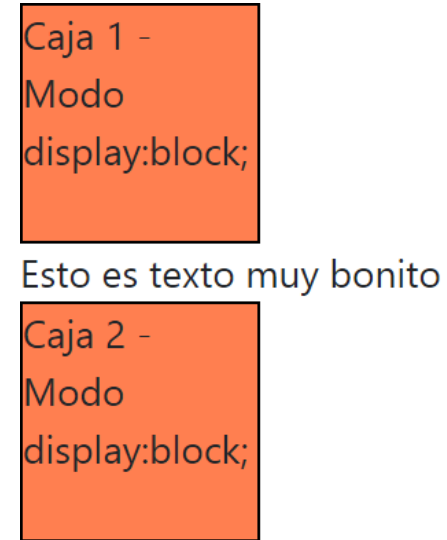 Caja 1 -
Modo
display:block;
Esto es texto muy bonito
Caja 2 -
Modo
display:block;